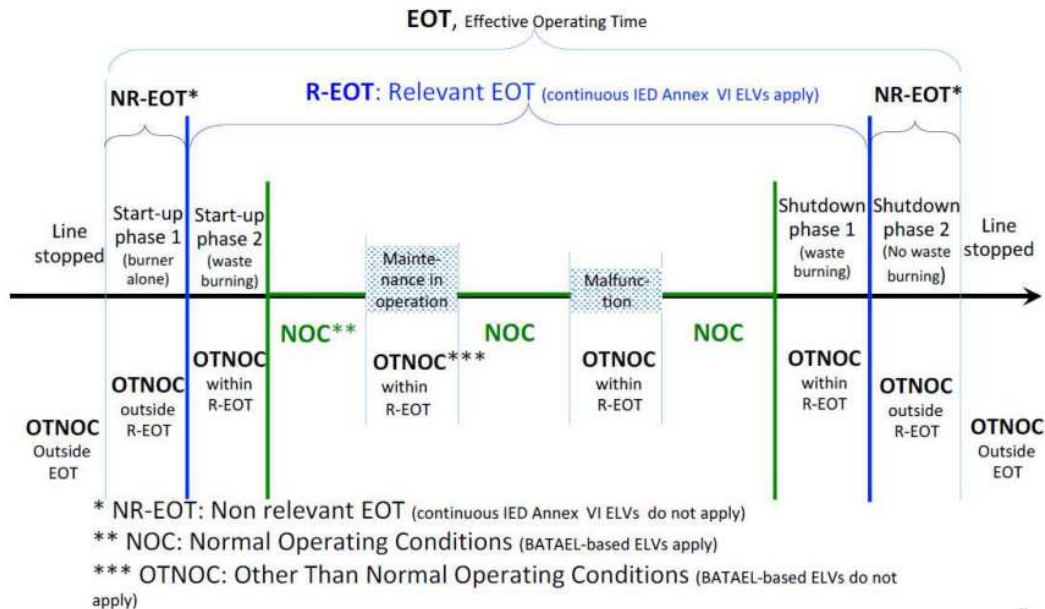 EOT, Effective Operating Time
NR-EOT*
R-EOT: Relevant EOT (continuous IED Annex VI ELVs apply)
NR-EOT*
Line
stopped
Start-up
phase 1
(burner
alone)
Start-up
phase 2
(waste
burning)
Mainte-
nance in
operation
Malfunc-
tion
Shutdown
phase 1
(waste
burning)
Shutdown
phase 2
(No waste
burning)
Line
stopped
NOC**
NOC
NOC
OTNOC
Outside
EOT
OTNOC
outside
R-EOT
OTNOC
within
R-EOT
OTNOC***
within
R-EOT
OTNOC
within
R-EOT
OTNOC
within
R-EOT
OTNOC
outside
R-EOT
OTNOC
Outside
EOT
* NR-EOT: Non relevant EOT (continuous IED Annex VI ELVs do not apply)
** NOC: Normal Operating Conditions (BATAEL-based ELVs apply)
*** OTNOC: Other Than Normal Operating Conditions (BATAEL-based ELVs do not
apply)